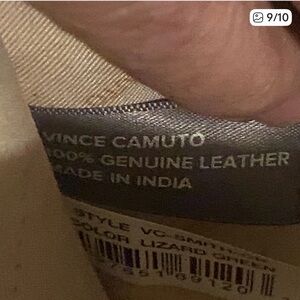 9/10
VINCE CAMUTO
100% GENUINE LEATHER
MADE IN INDIA
STYLE
COLOR LIZARD GREEN